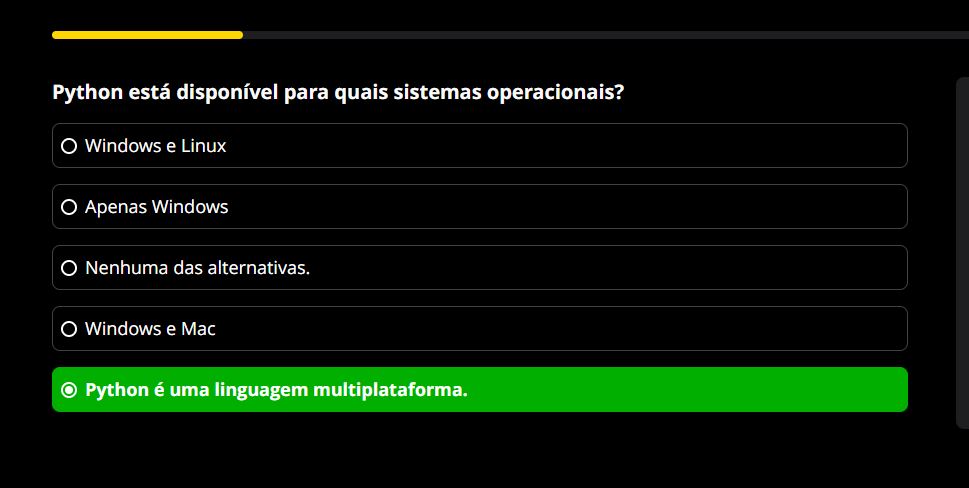 Python está disponível para quais sistemas operacionais?
Windows e Linux
Apenas Windows
Nenhuma das alternativas.
Windows e Mac
Python é uma linguagem multiplataforma.